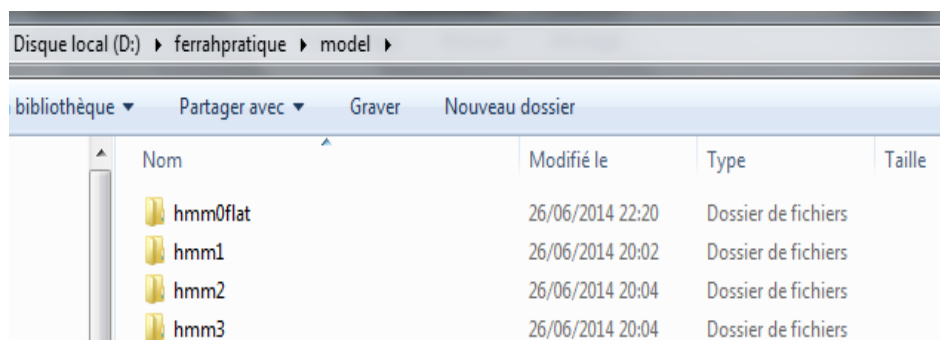 Disque local (D:) ▸ ferrahpratique ▸ model ▸
bibliothèque ▾ Partager avec ▾ Graver Nouveau dossier
Nom Modifié le Type Taille
hmm0flat 26/06/2014 22:20 Dossier de fichiers
hmm1 26/06/2014 20:02 Dossier de fichiers
hmm2 26/06/2014 20:04 Dossier de fichiers
hmm3 26/06/2014 20:04 Dossier de fichiers